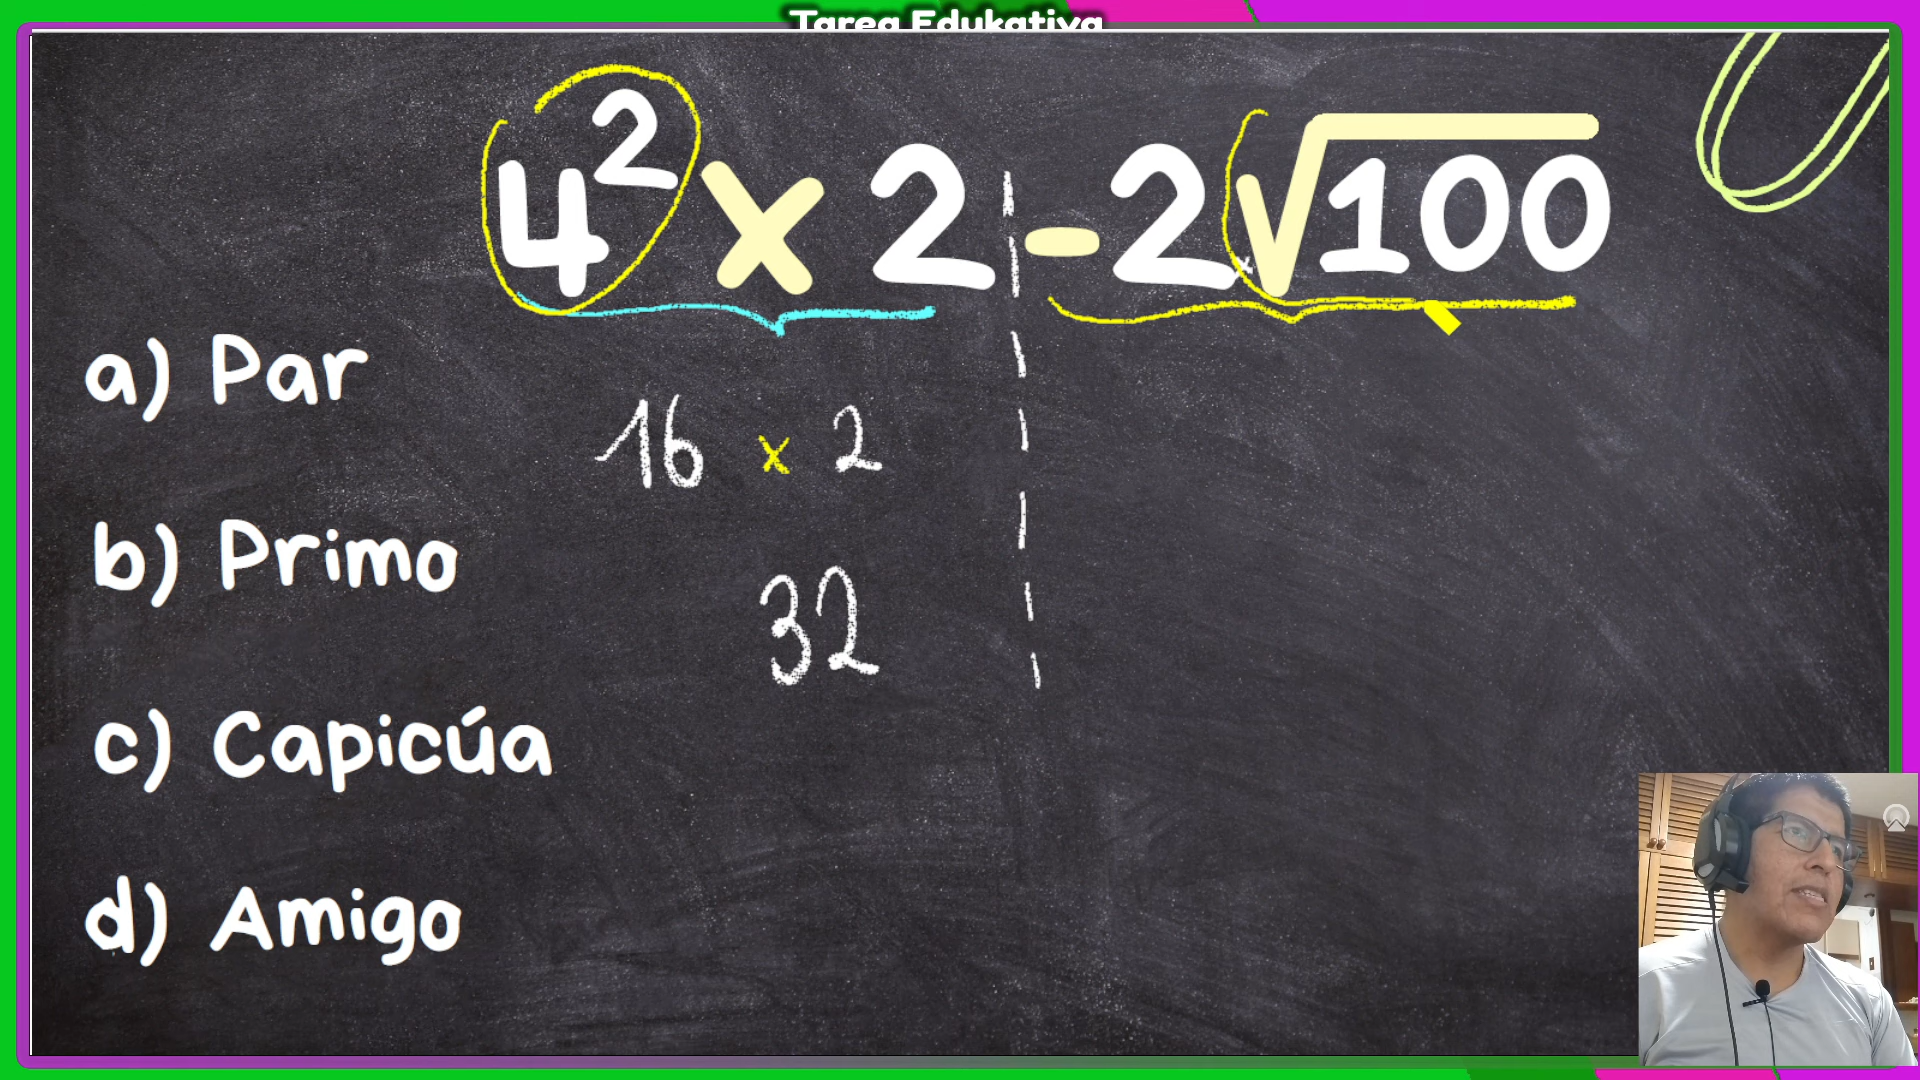 Tarea Edukativa
4² x 2 - 2 x √100
a) Par
16 x 2
b) Primo
32
c) Capicúa
d) Amigo